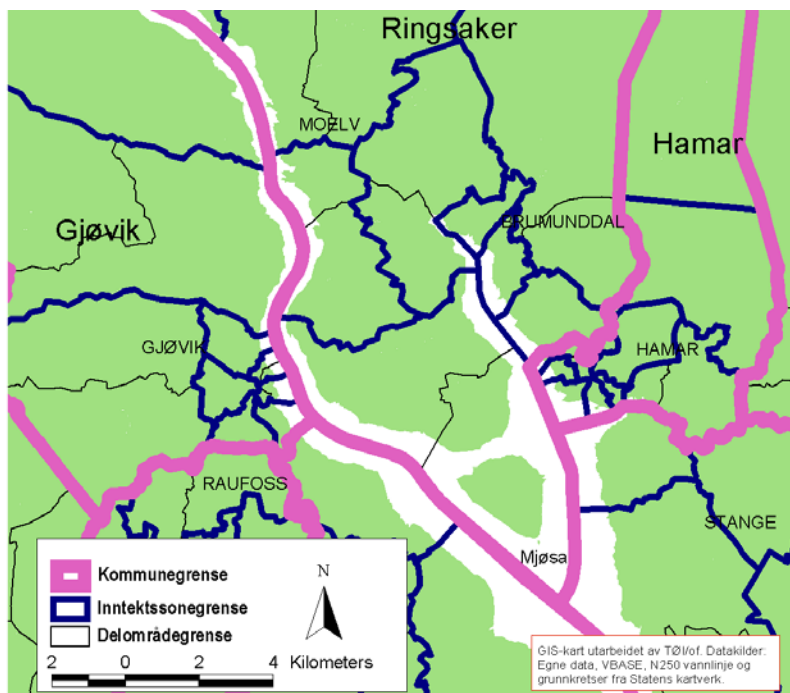 Ringsaker
MOELV
Hamar
BRUMUNDDAL
Gjøvik
GJØVIK
HAMAR
RAUFOSS
STANGE
Mjøsa
Kommunegrense
Inntektssonegrense
Delområdegrense
N
Kilometers
2 0 2 4
GIS-kart utarbeidet av TØI/of. Datakilder:
Egne data, VBASE, N250 vannlinje og
grunnkretser fra Statens kartverk.